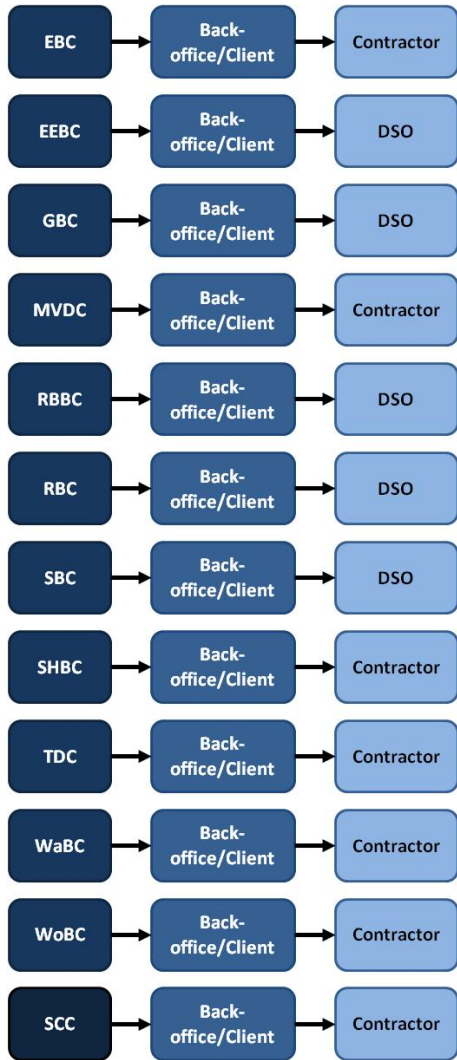 EBC
Back-
office/Client
Contractor
EEBC
Back-
office/Client
DSO
GBC
Back-
office/Client
DSO
MVDC
Back-
office/Client
Contractor
RBBC
Back-
office/Client
DSO
RBC
Back-
office/Client
DSO
SBC
Back-
office/Client
DSO
SHBC
Back-
office/Client
Contractor
TDC
Back-
office/Client
Contractor
WaBC
Back-
office/Client
Contractor
WoBC
Back-
office/Client
Contractor
SCC
Back-
office/Client
Contractor